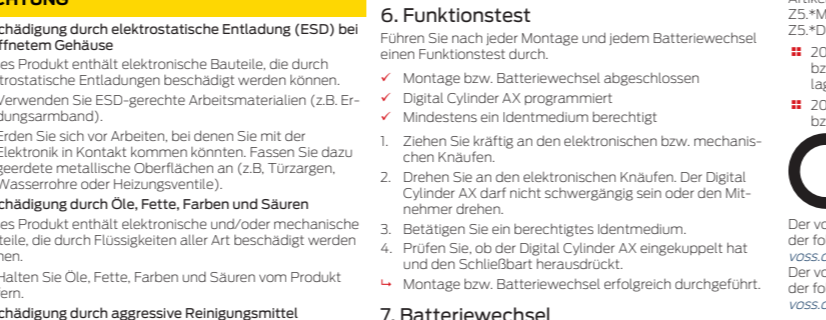 chädigung durch elektrostatische Entladung (ESD) bei
ffnetem Gehäuse
es Produkt enthält elektronische Bauteile, die durch
trostatische Entladungen beschädigt werden können.
Verwenden Sie ESD-gerechte Arbeitsmaterialien (z.B. Er-
dungsarmband).
Erden Sie sich vor Arbeiten, bei denen Sie mit der
Elektronik in Kontakt kommen könnten. Fassen Sie dazu
geerdete metallische Oberflächen an (z.B, Türzargen,
Wasserrohre oder Heizungsventile).
chädigung durch Öle, Fette, Farben und Säuren
es Produkt enthält elektronische und/oder mechanische
teile, die durch Flüssigkeiten aller Art beschädigt werden
nen.
Halten Sie Öle, Fette, Farben und Säuren vom Produkt
fern.
chädigung durch aggressive Reinigungsmittel
6. Funktionstest
Führen Sie nach jeder Montage und jedem Batteriewechsel
einen Funktionstest durch.
✓ Montage bzw. Batteriewechsel abgeschlossen
✓ Digital Cylinder AX programmiert
✓ Mindestens ein Identmedium berechtigt
1. Ziehen Sie kräftig an den elektronischen bzw. mechanis-
chen Knäufen.
2. Drehen Sie an den elektronischen Knäufen. Der Digital
Cylinder AX darf nicht schwergängig sein oder den Mit-
nehmer drehen.
3. Betätigen Sie ein berechtigtes Identmedium.
4. Prüfen Sie, ob der Digital Cylinder AX eingekuppelt hat
und den Schließbart herausdrückt.
↳ Montage bzw. Batteriewechsel erfolgreich durchgeführt.
7. Batteriewechsel
Z5.*M
Z5.*D
20
bz
lag
20
bz
Der vo
der fo
voss.d
Der vo
der fo
voss.d